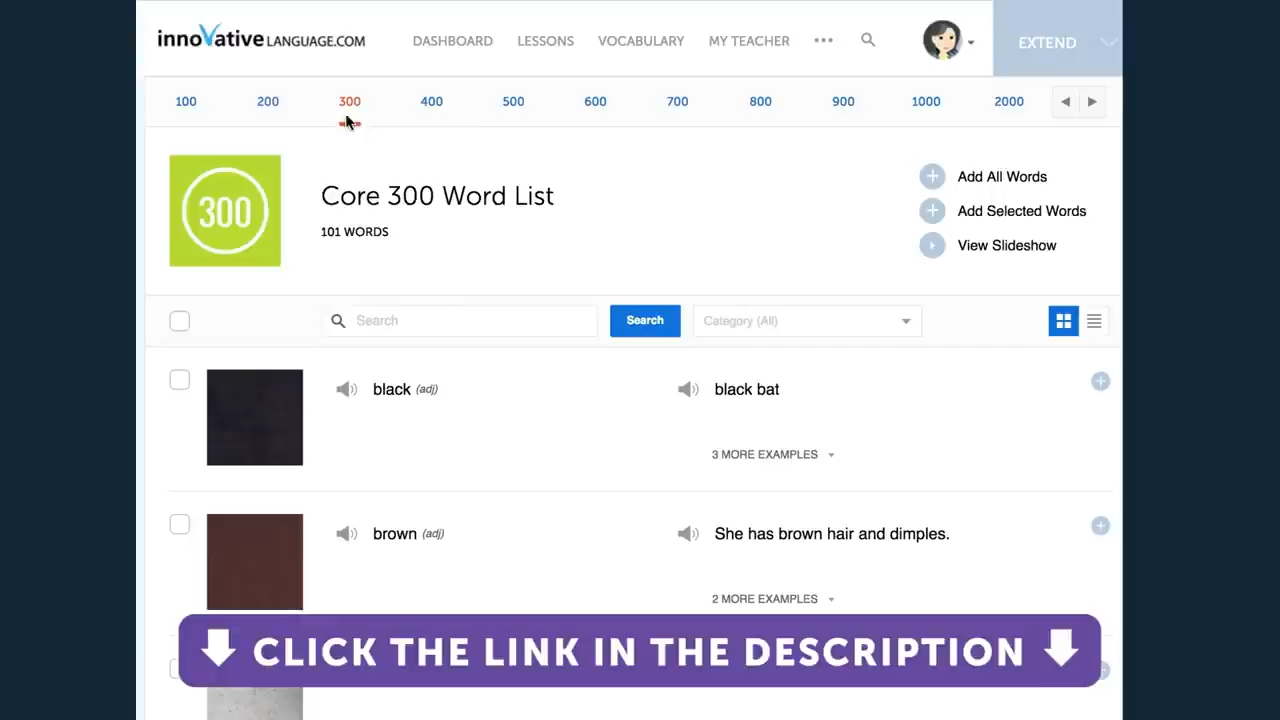 innoVative LANGUAGE.COM
DASHBOARD LESSONS VOCABULARY MY TEACHER ••• EXTEND
100 200 300 400 500 600 700 800 900 1000 2000
300
Core 300 Word List
101 WORDS
Add All Words
Add Selected Words
View Slideshow
Search Search Category (All)
black (adj) black bat
3 MORE EXAMPLES
brown (adj) She has brown hair and dimples.
2 MORE EXAMPLES
CLICK THE LINK IN THE DESCRIPTION